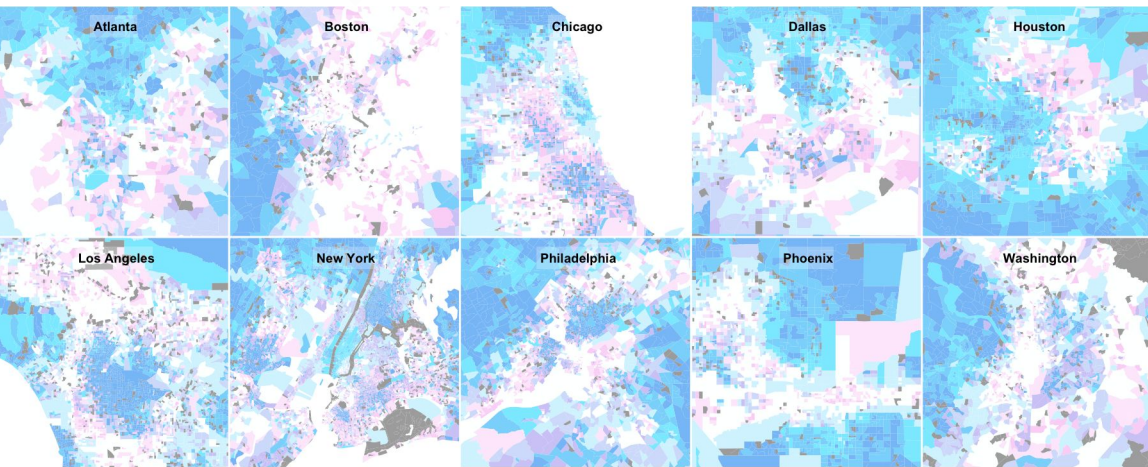 Atlanta
Boston
Chicago
Dallas
Houston
Los Angeles
New York
Philadelphia
Phoenix
Washington